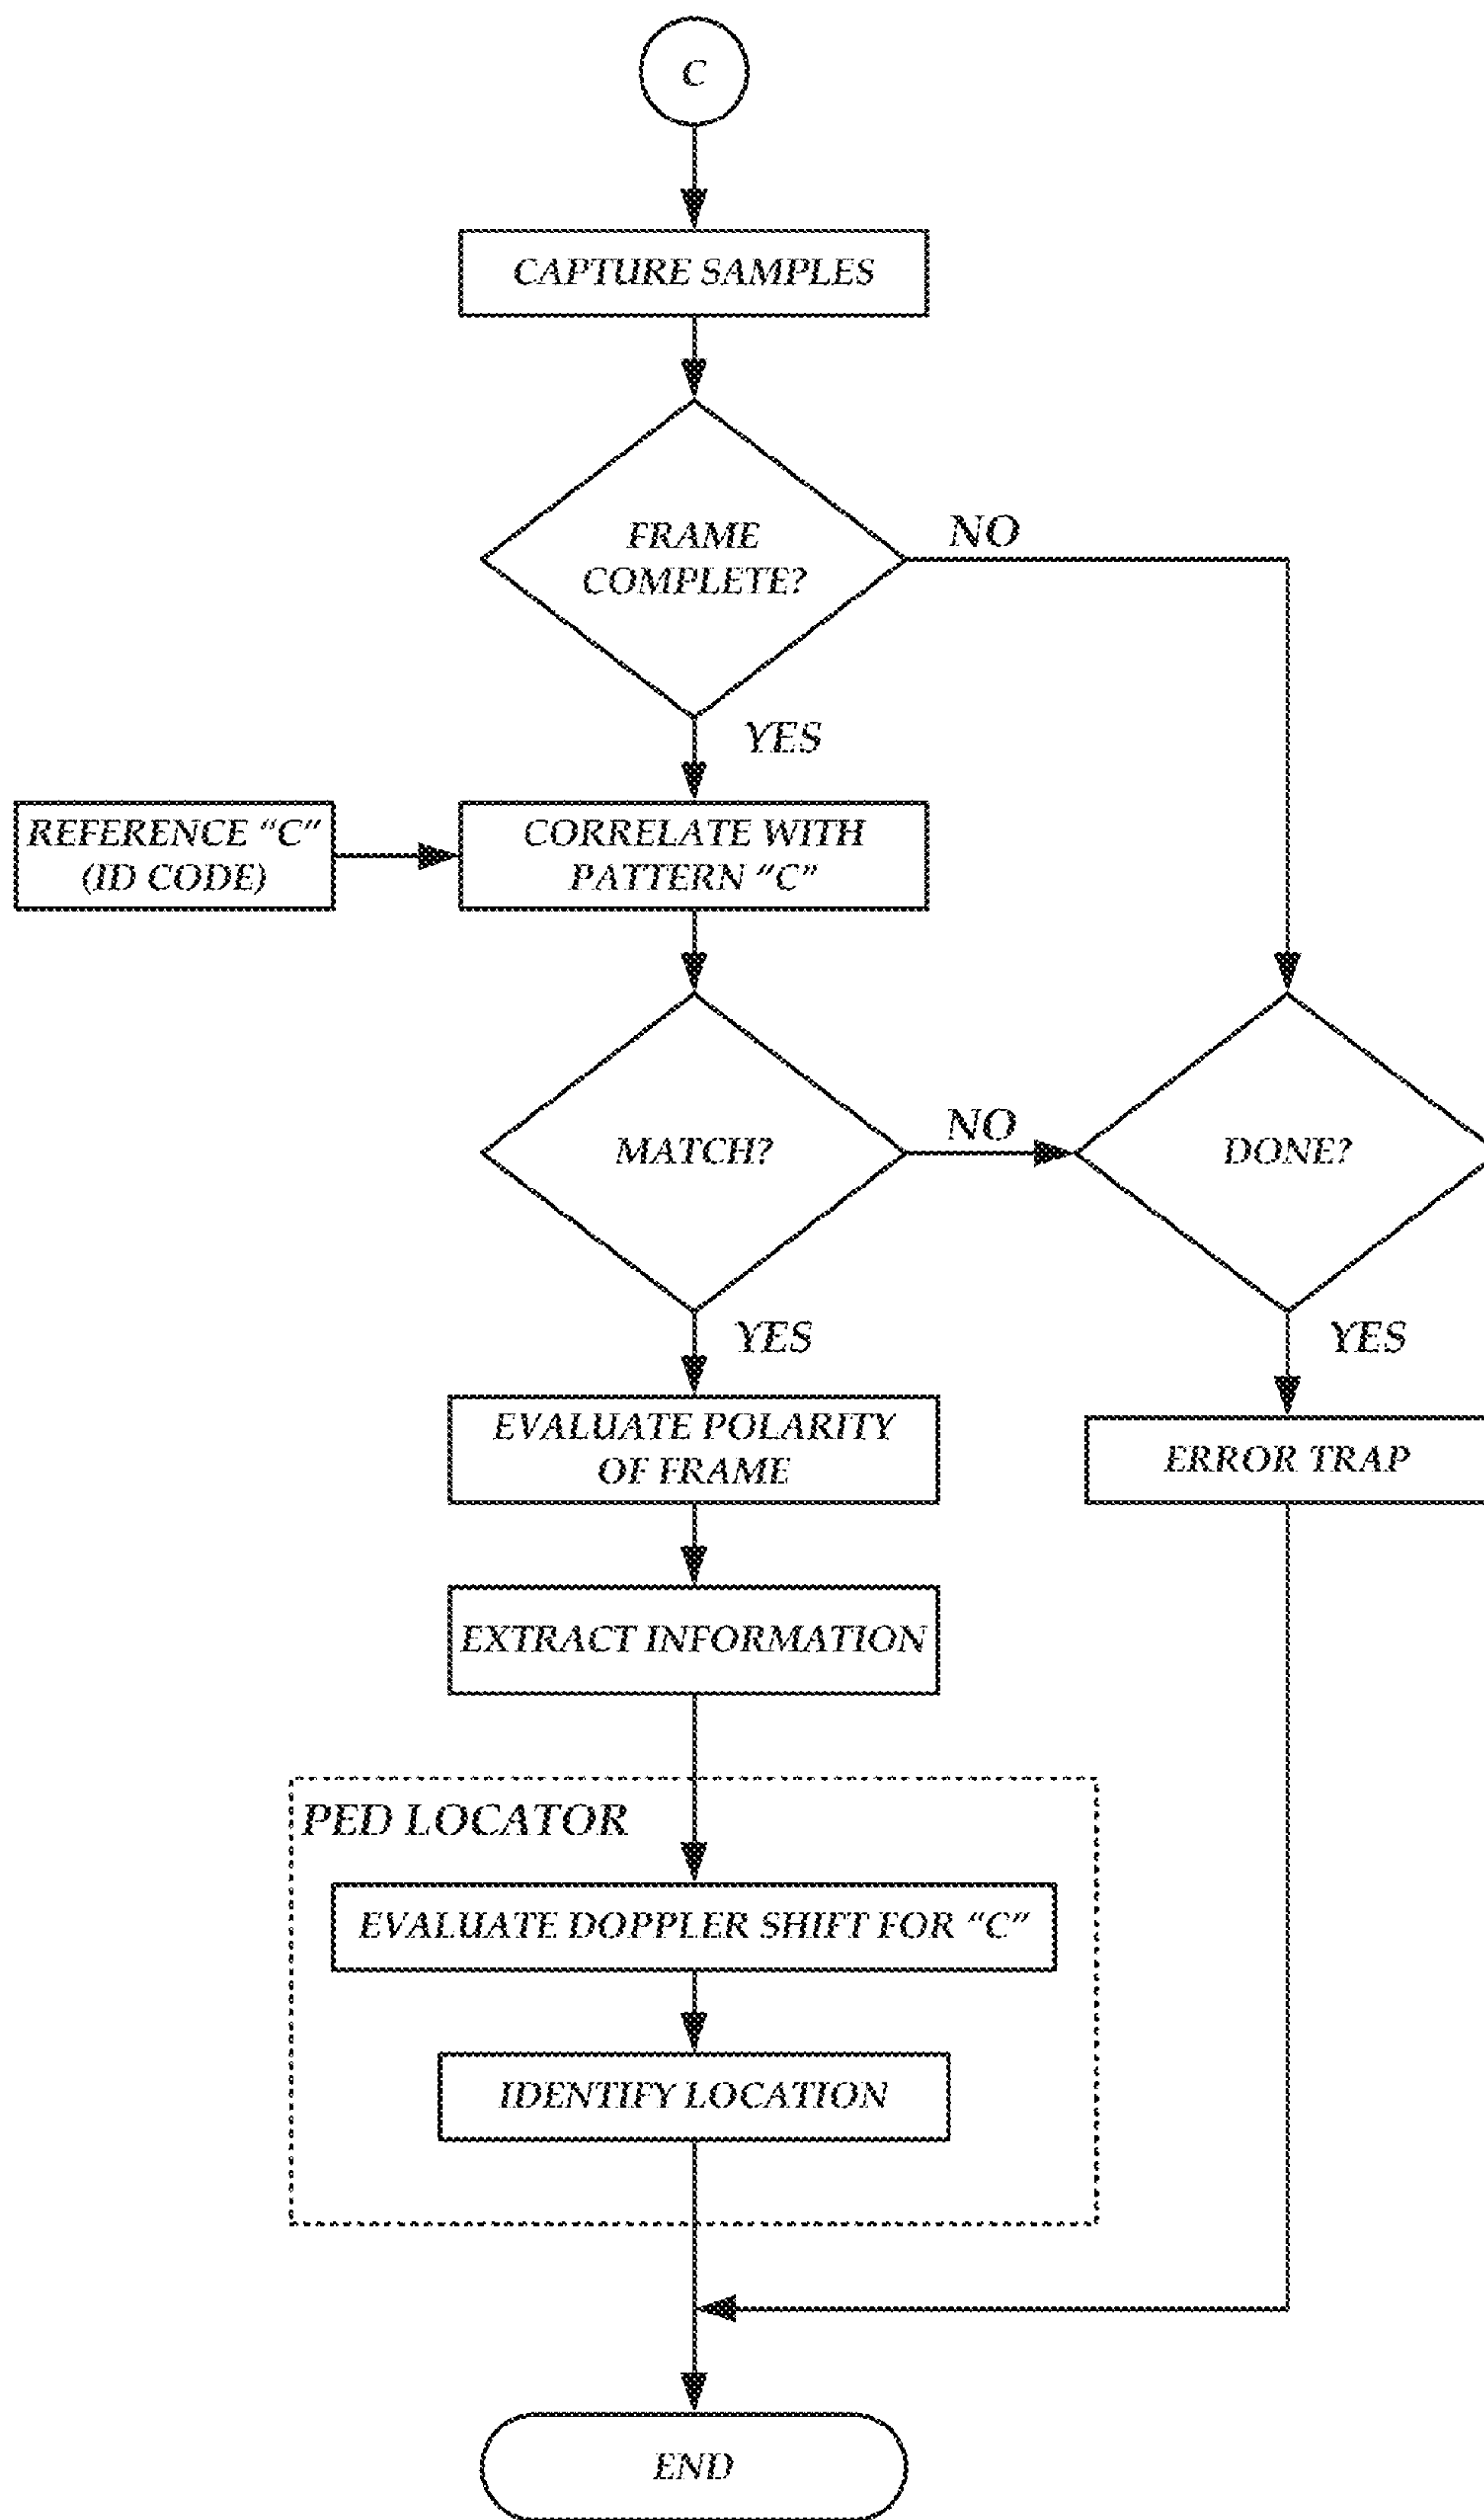 C
CAPTURE SAMPLES
FRAME
COMPLETE?
NO
YES
REFERENCE “C”
(ID CODE)
CORRELATE WITH
PATTERN “C”
MATCH?
NO
DONE?
YES
YES
EVALUATE POLARITY
OF FRAME
ERROR TRAP
EXTRACT INFORMATION
PED LOCATOR
EVALUATE DOPPLER SHIFT FOR “C”
IDENTIFY LOCATION
END